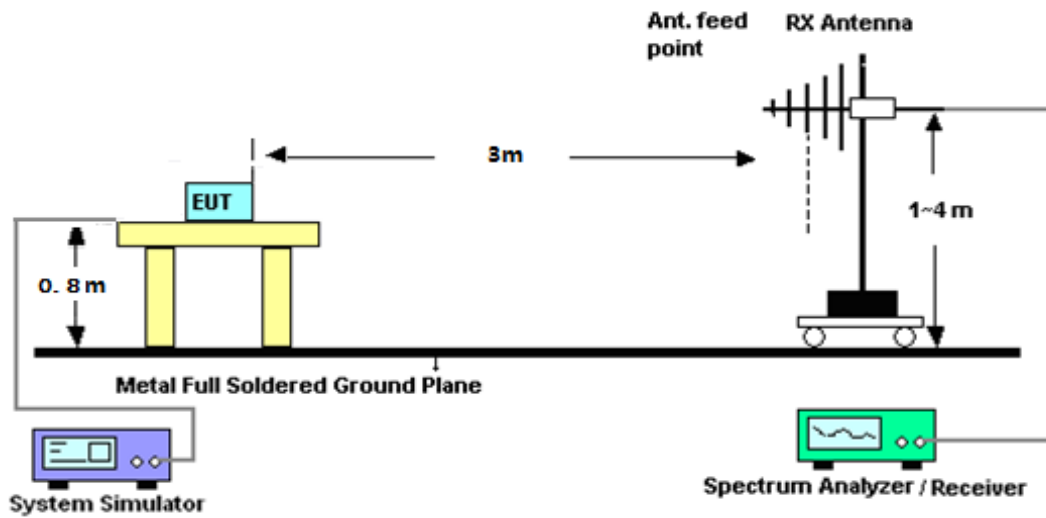 Ant. feed
point
RX Antenna
3m
EUT
1~4 m
0. 8 m
Metal Full Soldered Ground Plane
System Simulator
Spectrum Analyzer / Receiver